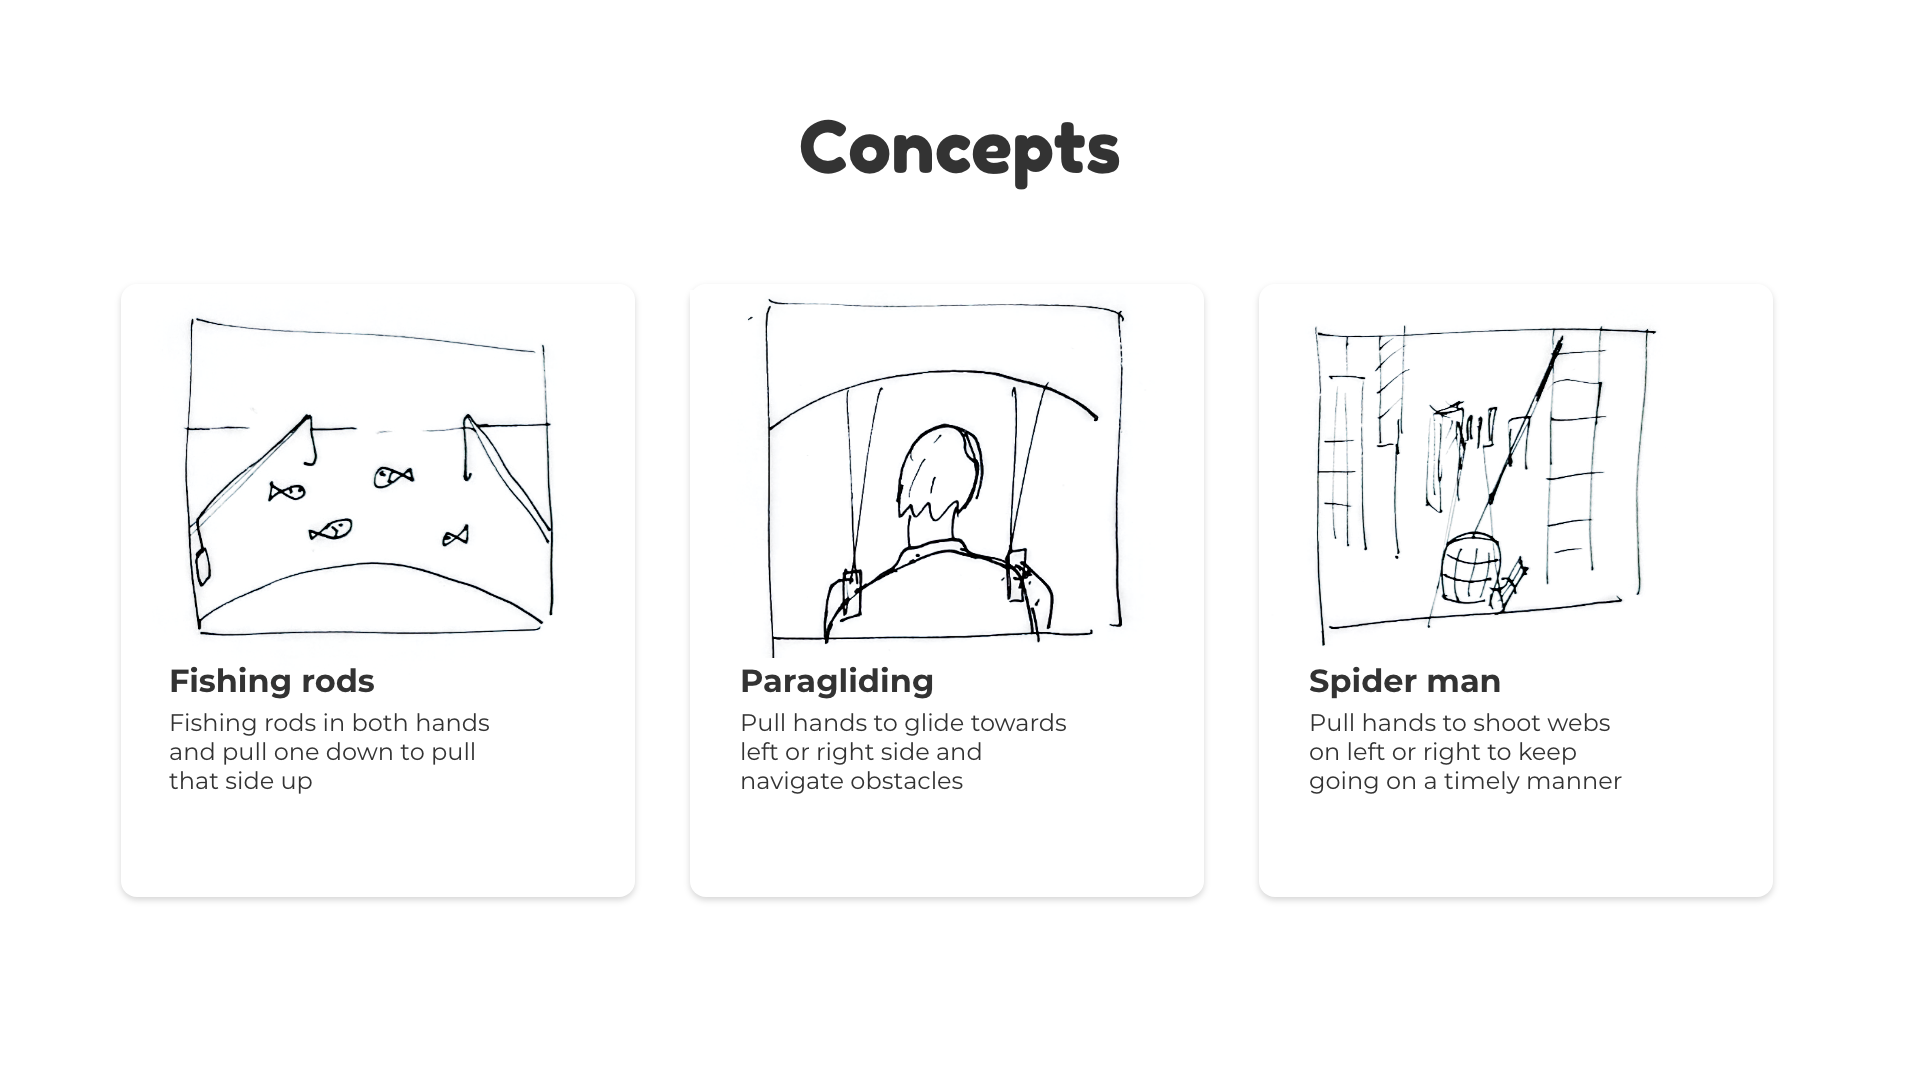 Concepts
Fishing rods
Fishing rods in both hands
and pull one down to pull
that side up
Paragliding
Pull hands to glide towards
left or right side and
navigate obstacles
Spider man
Pull hands to shoot webs
on left or right to keep
going on a timely manner